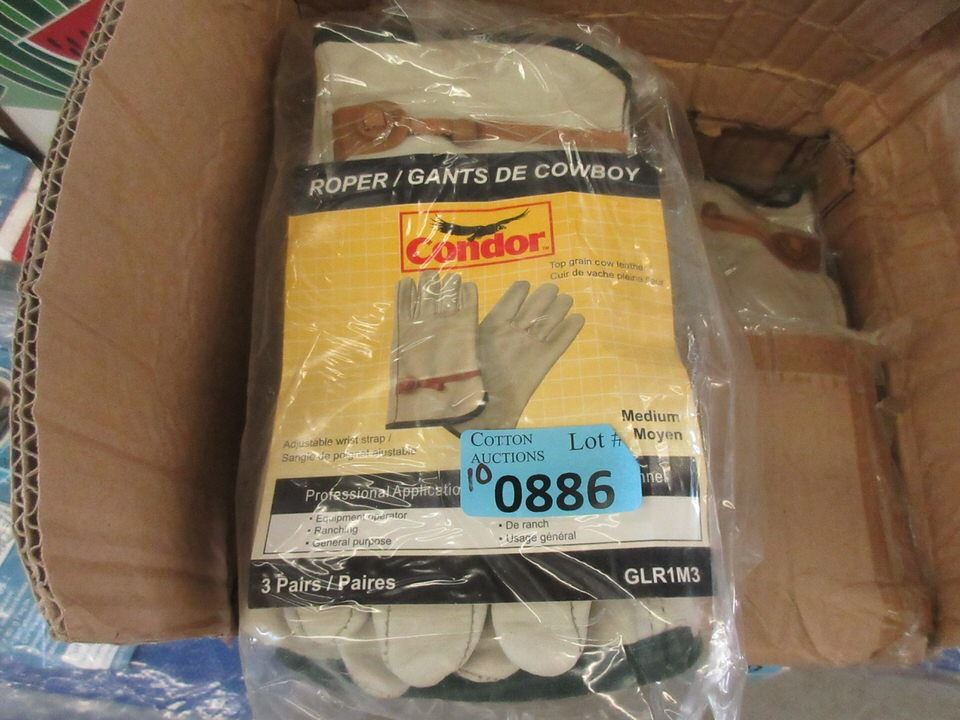 ROPER / GANTS DE COWBOY
Condor
Top grain cow leather
Cuir de vache pleine fleur
Medium
Moyen
Adjustable wrist strap /
Sangle de poignet ajustable
COTTON AUCTIONS
Lot #
10
0886
Professional
• Equipment operator
• Ranching
• General purpose
• De ranch
• Usage général
3 Pairs / Paires
GLR1M3